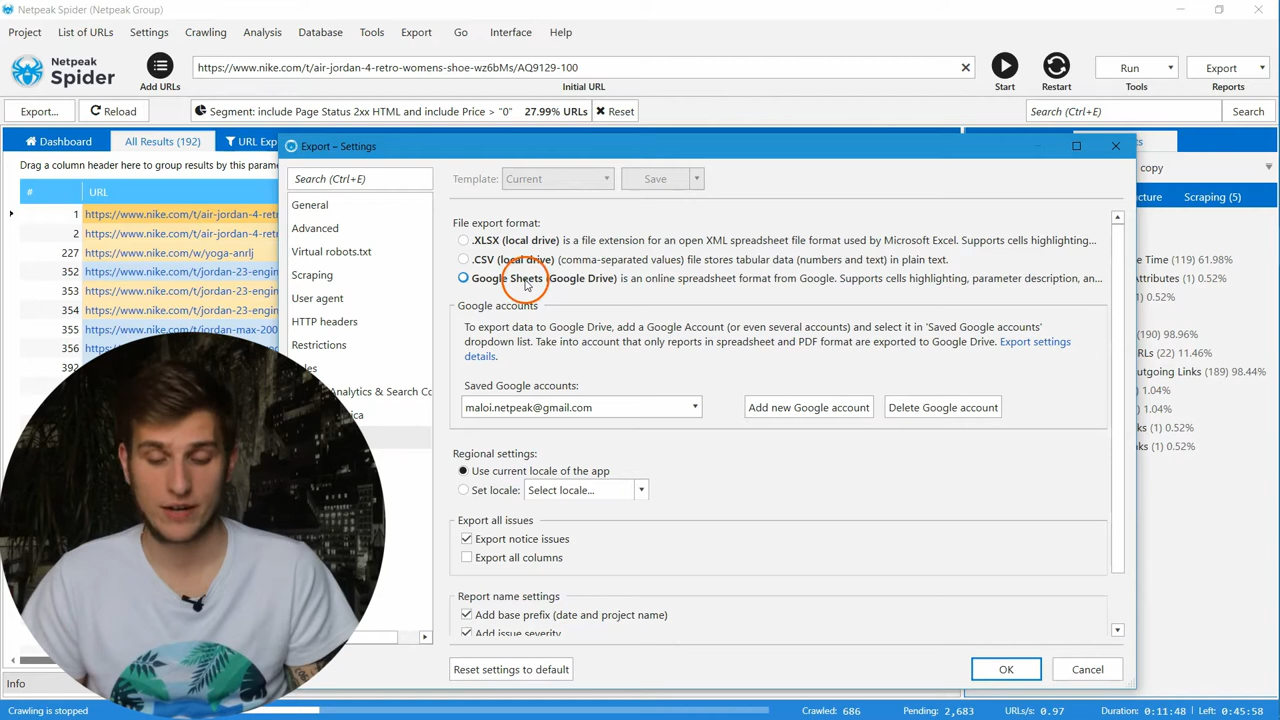 Netpeak Spider (Netpeak Group)
Project List of URLs Settings Crawling Analysis Database Tools Export Go Interface Help
Netpeak
Spider
https://www.nike.com/t/air-jordan-4-retro-womens-shoe-wz6bMs/AQ9129-100
Run
Export
Add URLs
Initial URL
Start
Restart
Tools
Reports
Export...
Reload
Segment: include Page Status 2xx HTML and include Price > "0"
27.99% URLs
Reset
Search (Ctrl+E)
Search
Dashboard
All Results (192)
URL Exp
Export – Settings
Drag a column header here to group results by this param
copy
Search (Ctrl+E)
Template:
Current
Save
# URL
ture
Scraping (5)
General
1 https://www.nike.com/t/air-jordan-4-retr
File export format:
Advanced
2 https://www.nike.com/t/air-jordan-4-retr
.XLSX (local drive) is a file extension for an open XML spreadsheet file format used by Microsoft Excel. Supports cells highlighting,...
Virtual robots.txt
227 https://www.nike.com/w/yoga-anrlj
.CSV (local drive) (comma-separated values) file stores tabular data (numbers and text) in plain text.
(119) 61.98%
Scraping
352 https://www.nike.com/t/jordan-23-engin
Google Sheets (Google Drive) is an online spreadsheet format from Google. Supports cells highlighting, parameter description, an...
Attributes (1) 0.52%
User agent
353 https://www.nike.com/t/jordan-23-engin
Google accounts
(1) 0.52%
HTTP headers
354 https://www.nike.com/t/jordan-23-engin
To export data to Google Drive, add a Google Account (or even several accounts) and select it in 'Saved Google accounts'
dropdown list. Take into account that only reports in spreadsheet and PDF format are exported to Google Drive. Export settings
details.
Restrictions
355 https://www.nike.com/t/jordan-max-200
(190) 98.96%
356 https:/
RLs (22) 11.46%
392
utgoing Links (189) 98.44%
Analytics & Search Co
Saved Google accounts:
1.04%
maloi.netpeak@gmail.com
Add new Google account
Delete Google account
(1) 0.52%
Regional settings:
Use current locale of the app
Set locale:
Select locale...
Export all issues
Export notice issues
Export all columns
Report name settings
Add base prefix (date and project name)
Add issue severity
Reset settings to default
OK
Cancel
Info
Crawling is stopped
Crawled: 686
Pending: 2,683
URLs/s: 0.97
Duration: 0:11:48
Left: 0:45:58